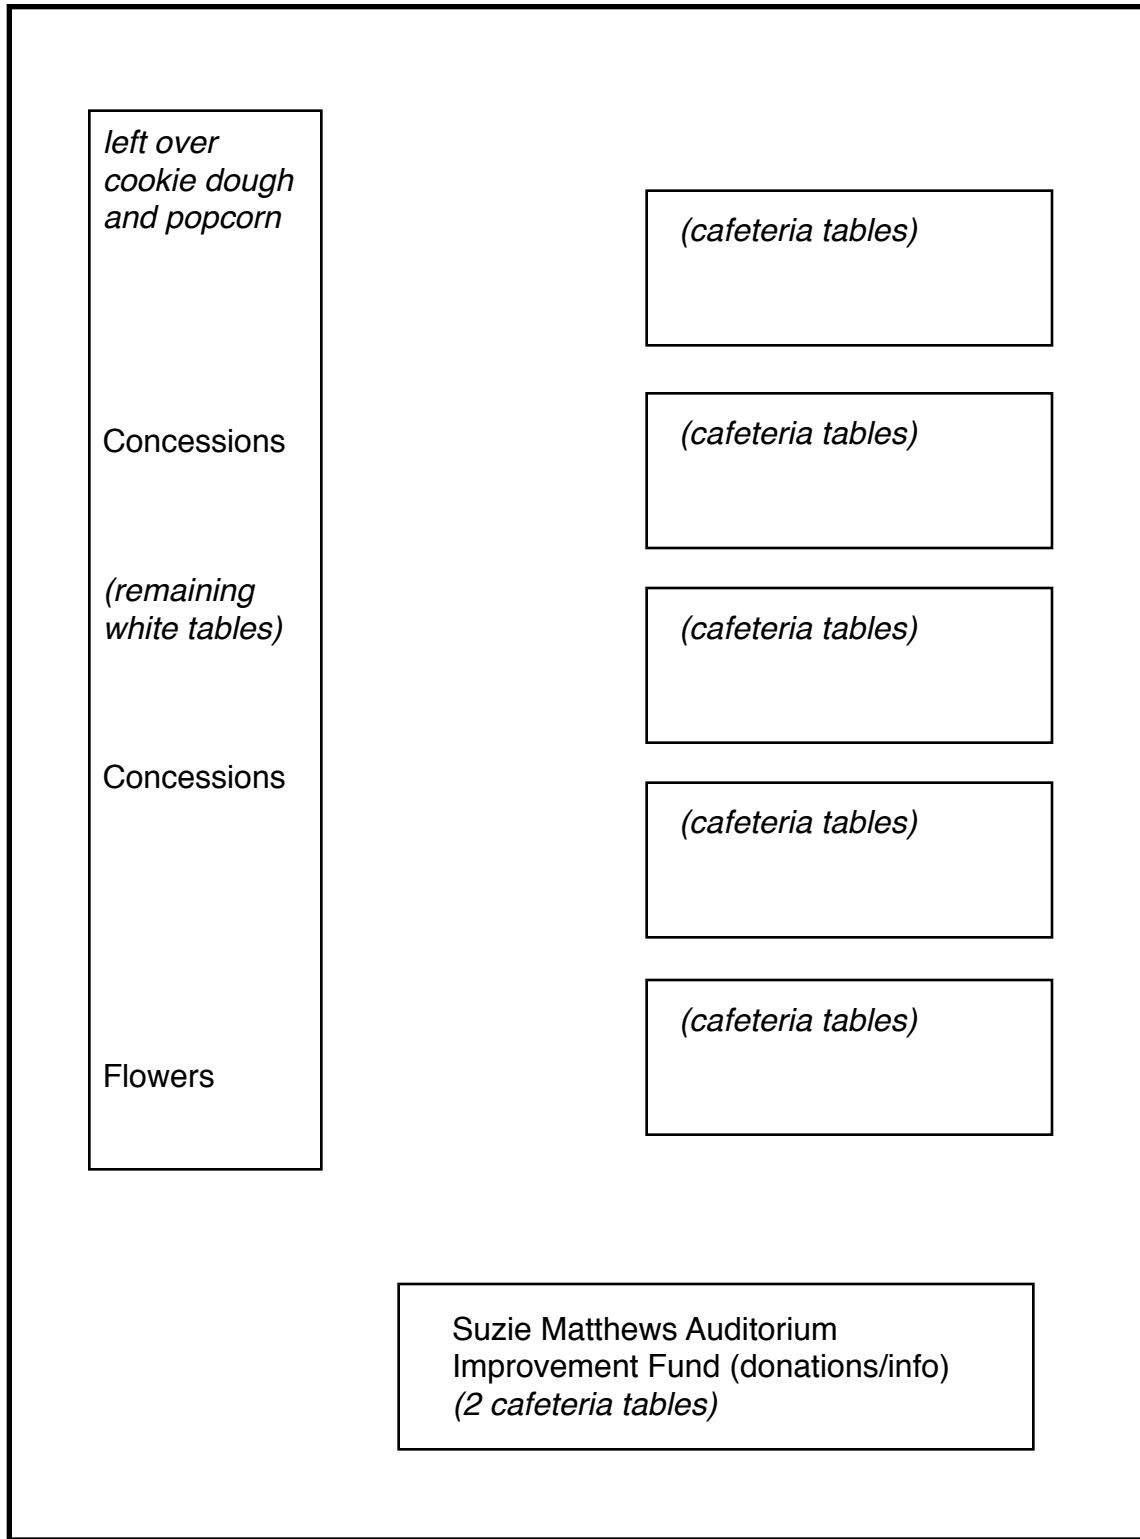 left over
cookie dough
and popcorn
Concessions
(remaining
white tables)
Concessions
Flowers
(cafeteria tables)
(cafeteria tables)
(cafeteria tables)
(cafeteria tables)
(cafeteria tables)
Suzie Matthews Auditorium
Improvement Fund (donations/info)
(2 cafeteria tables)